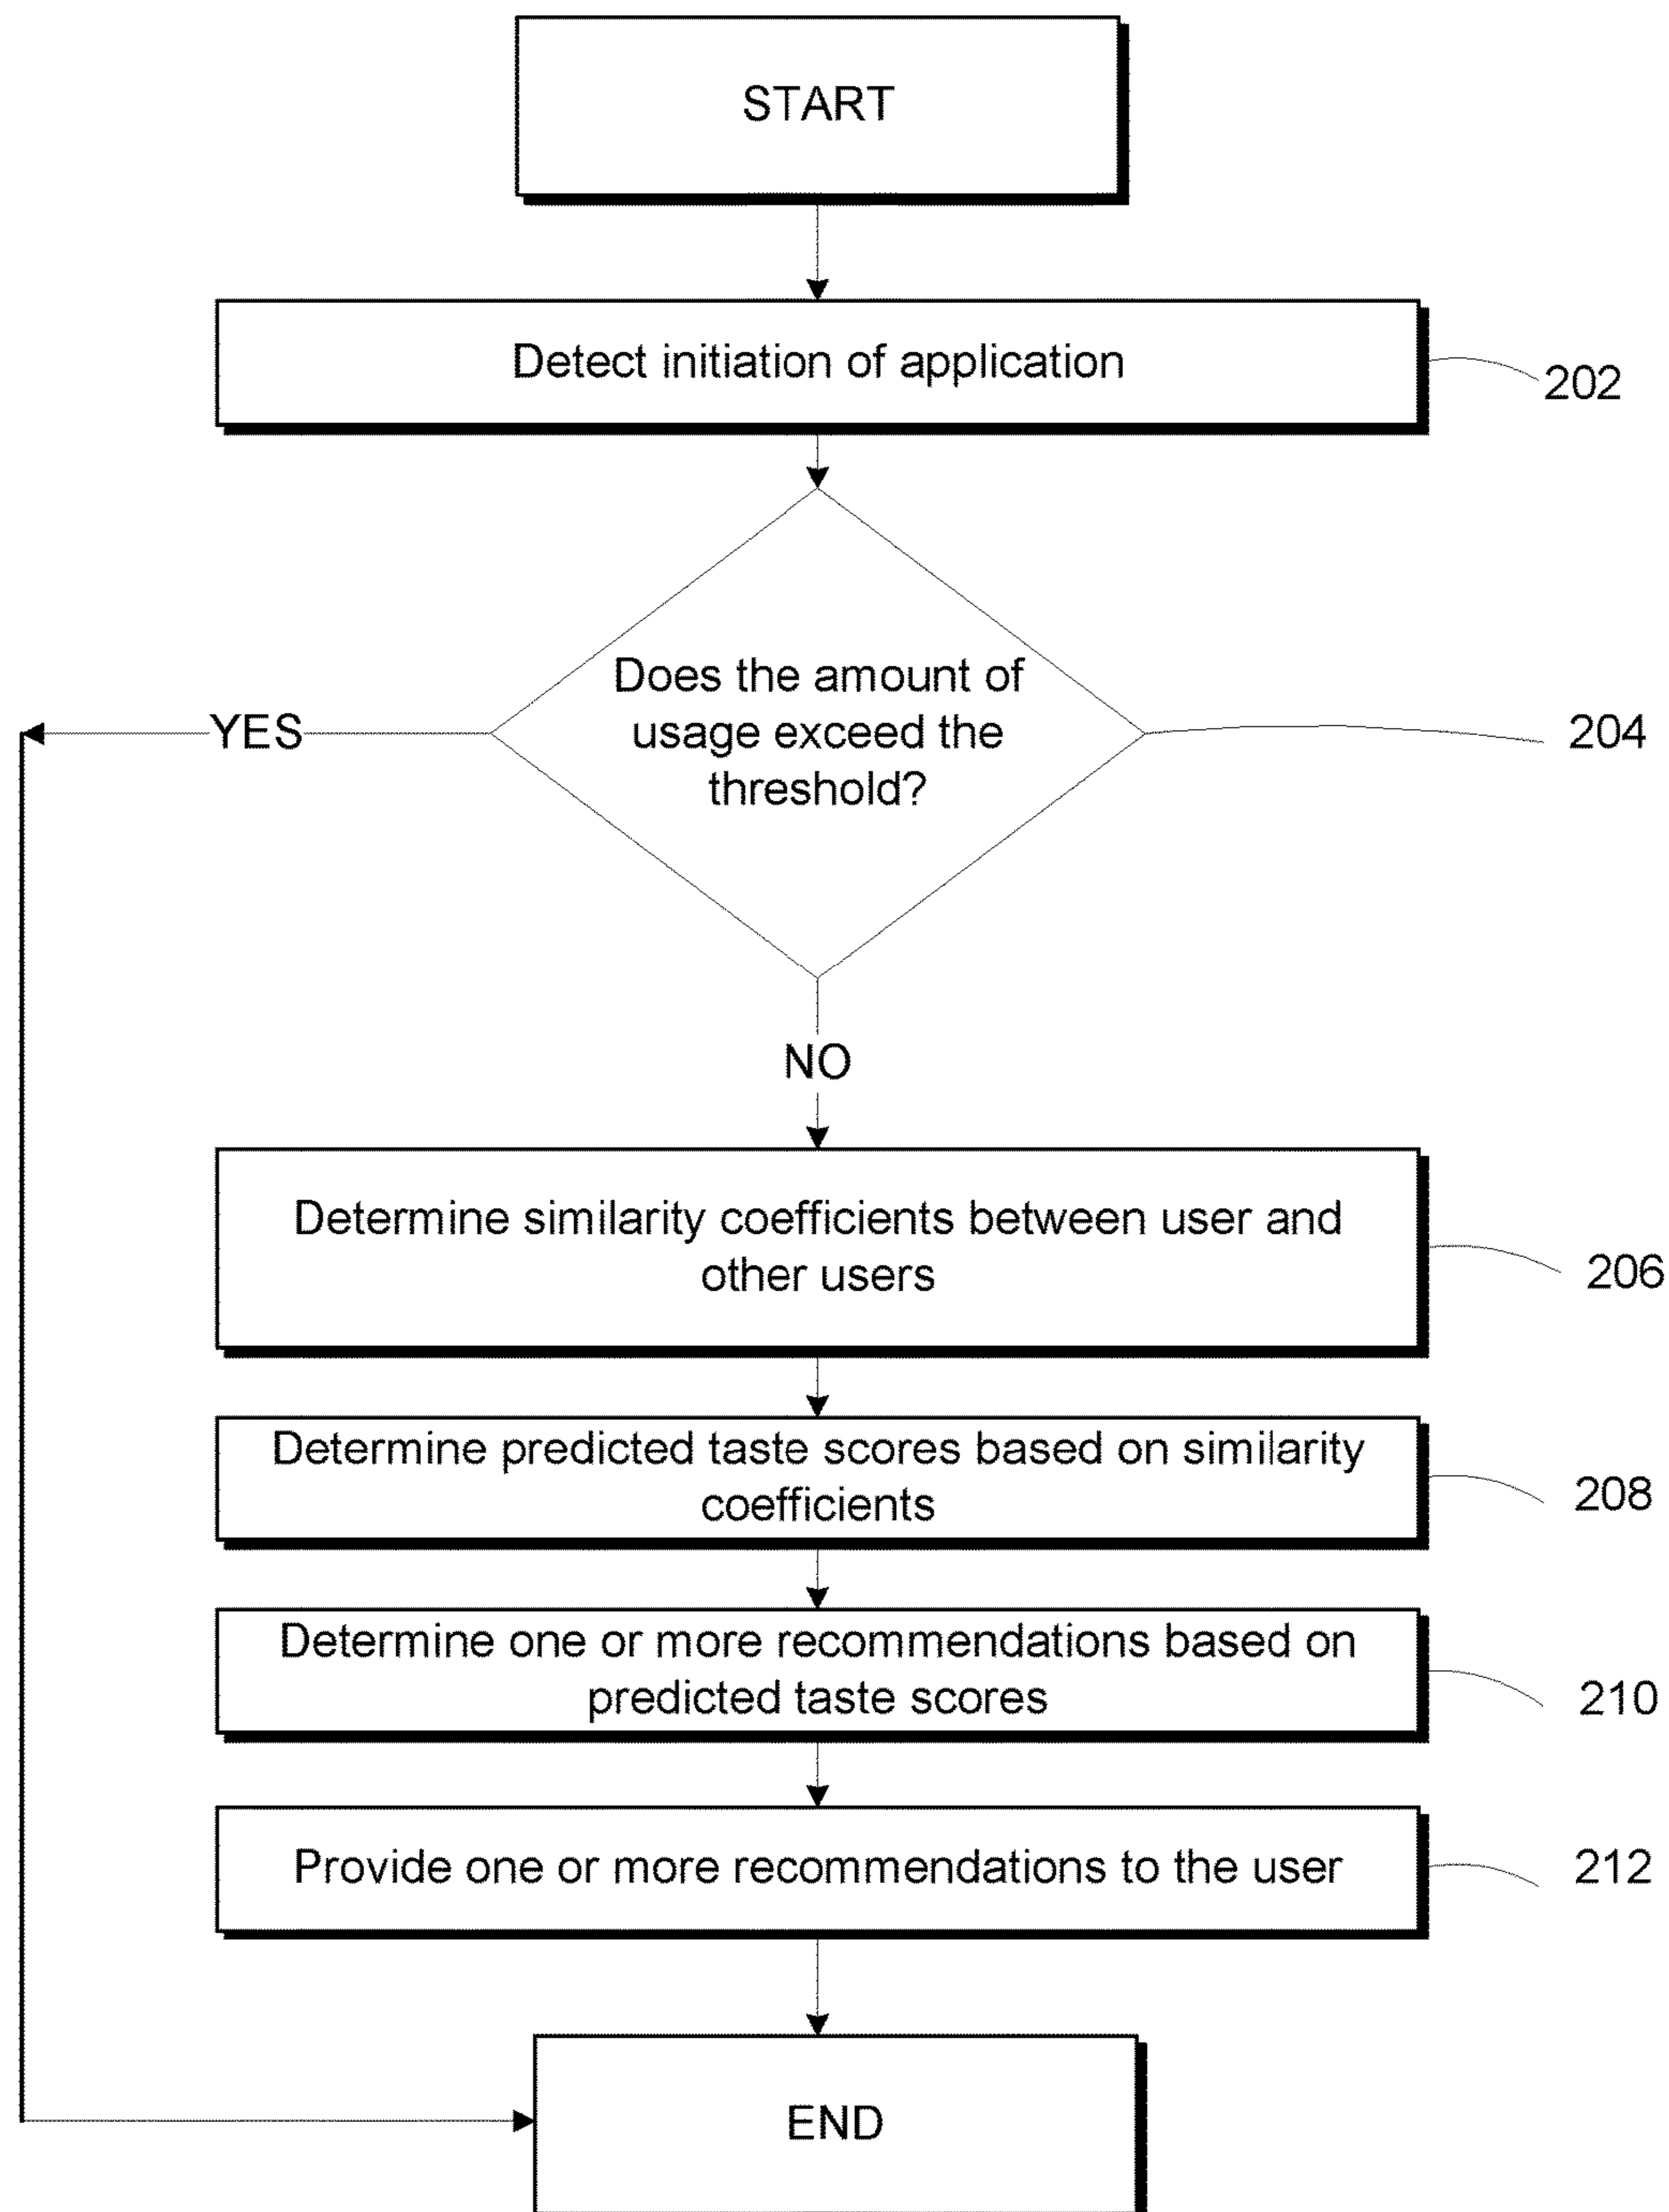 START
Detect initiation of application
202
Does the amount of
usage exceed the
threshold?
204
YES
NO
Determine similarity coefficients between user and
other users
206
Determine predicted taste scores based on similarity
coefficients
208
Determine one or more recommendations based on
predicted taste scores
210
Provide one or more recommendations to the user
212
END